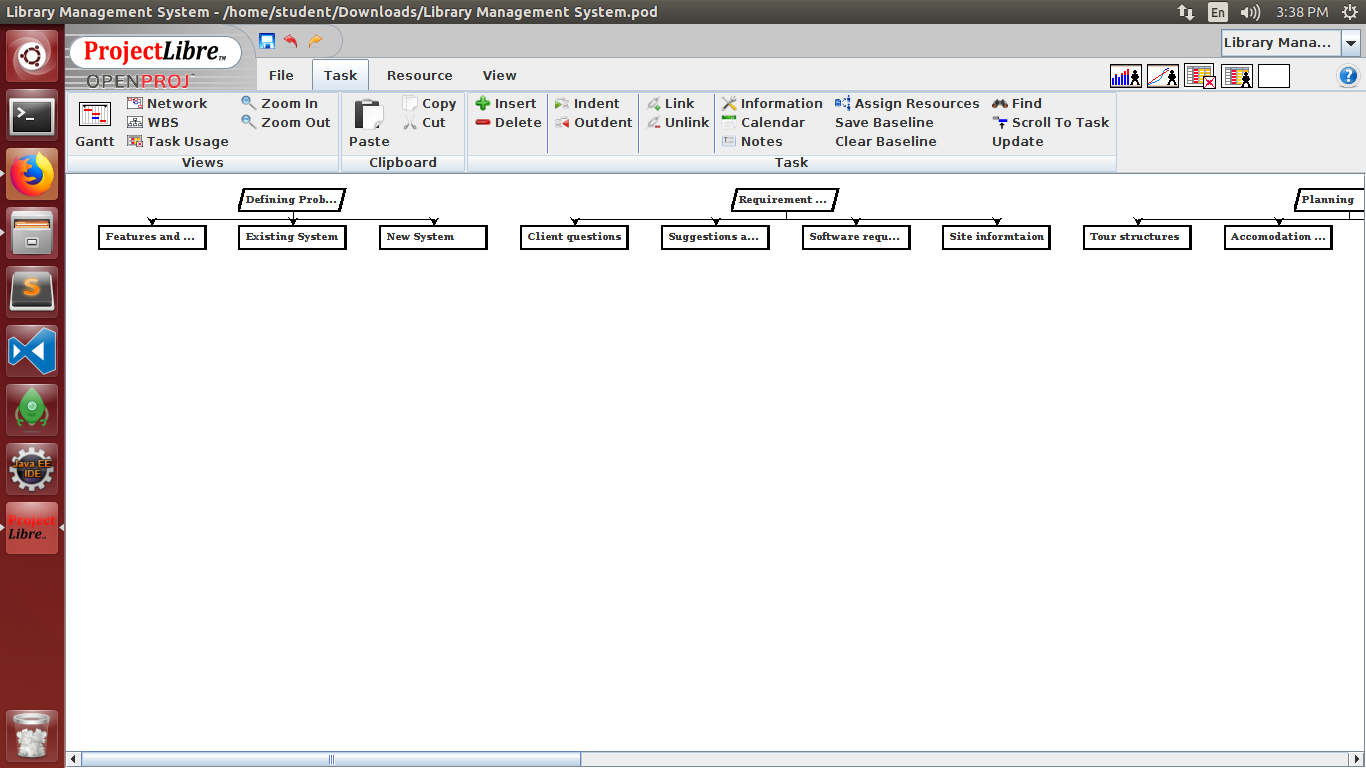 Library Management System - /home/student/Downloads/Library Management System.pod
En 3:38 PM
ProjectLibre TM
OPENPROJ
Library Mana...
File Task Resource View
Gantt
Network
WBS
Task Usage
Zoom In
Zoom Out
Views
Paste
Copy
Cut
Clipboard
Insert
Delete
Indent
Outdent
Link
Unlink
Information
Calendar
Notes
Assign Resources
Save Baseline
Clear Baseline
Find
Scroll To Task
Update
Task
Defining Prob... Requirement ... Planning
Features and ... Existing System New System Client questions Suggestions a... Software requ... Site informtaion Tour structures Accomodation ...
S
Java EE
IDE
Project
Libre